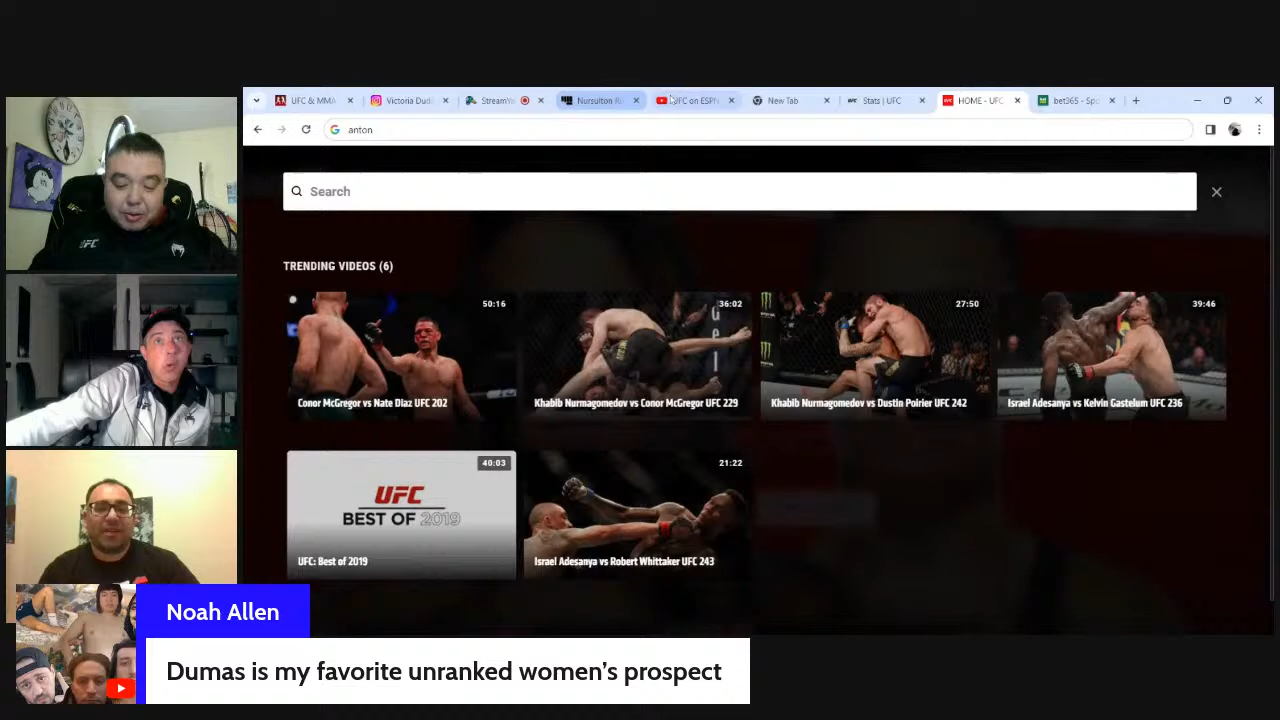 UFC & MMA
Victoria Dud
StreamYa
Nursulton Ru
UFC on ESPN
New Tab
Stats | UFC
HOME - UFC
bet365 - Spo
anton
Search
TRENDING VIDEOS (6)
50:16
Conor McGregor vs Nate Diaz UFC 202
36:02
Khabib Nurmagomedov vs Conor McGregor UFC 229
27:50
Khabib Nurmagomedov vs Dustin Poirier UFC 242
39:46
Israel Adesanya vs Kelvin Gastelum UFC 236
40:03
UFC
BEST OF 2019
UFC: Best of 2019
21:22
Israel Adesanya vs Robert Whittaker UFC 243
UFC
Noah Allen
Dumas is my favorite unranked women’s prospect